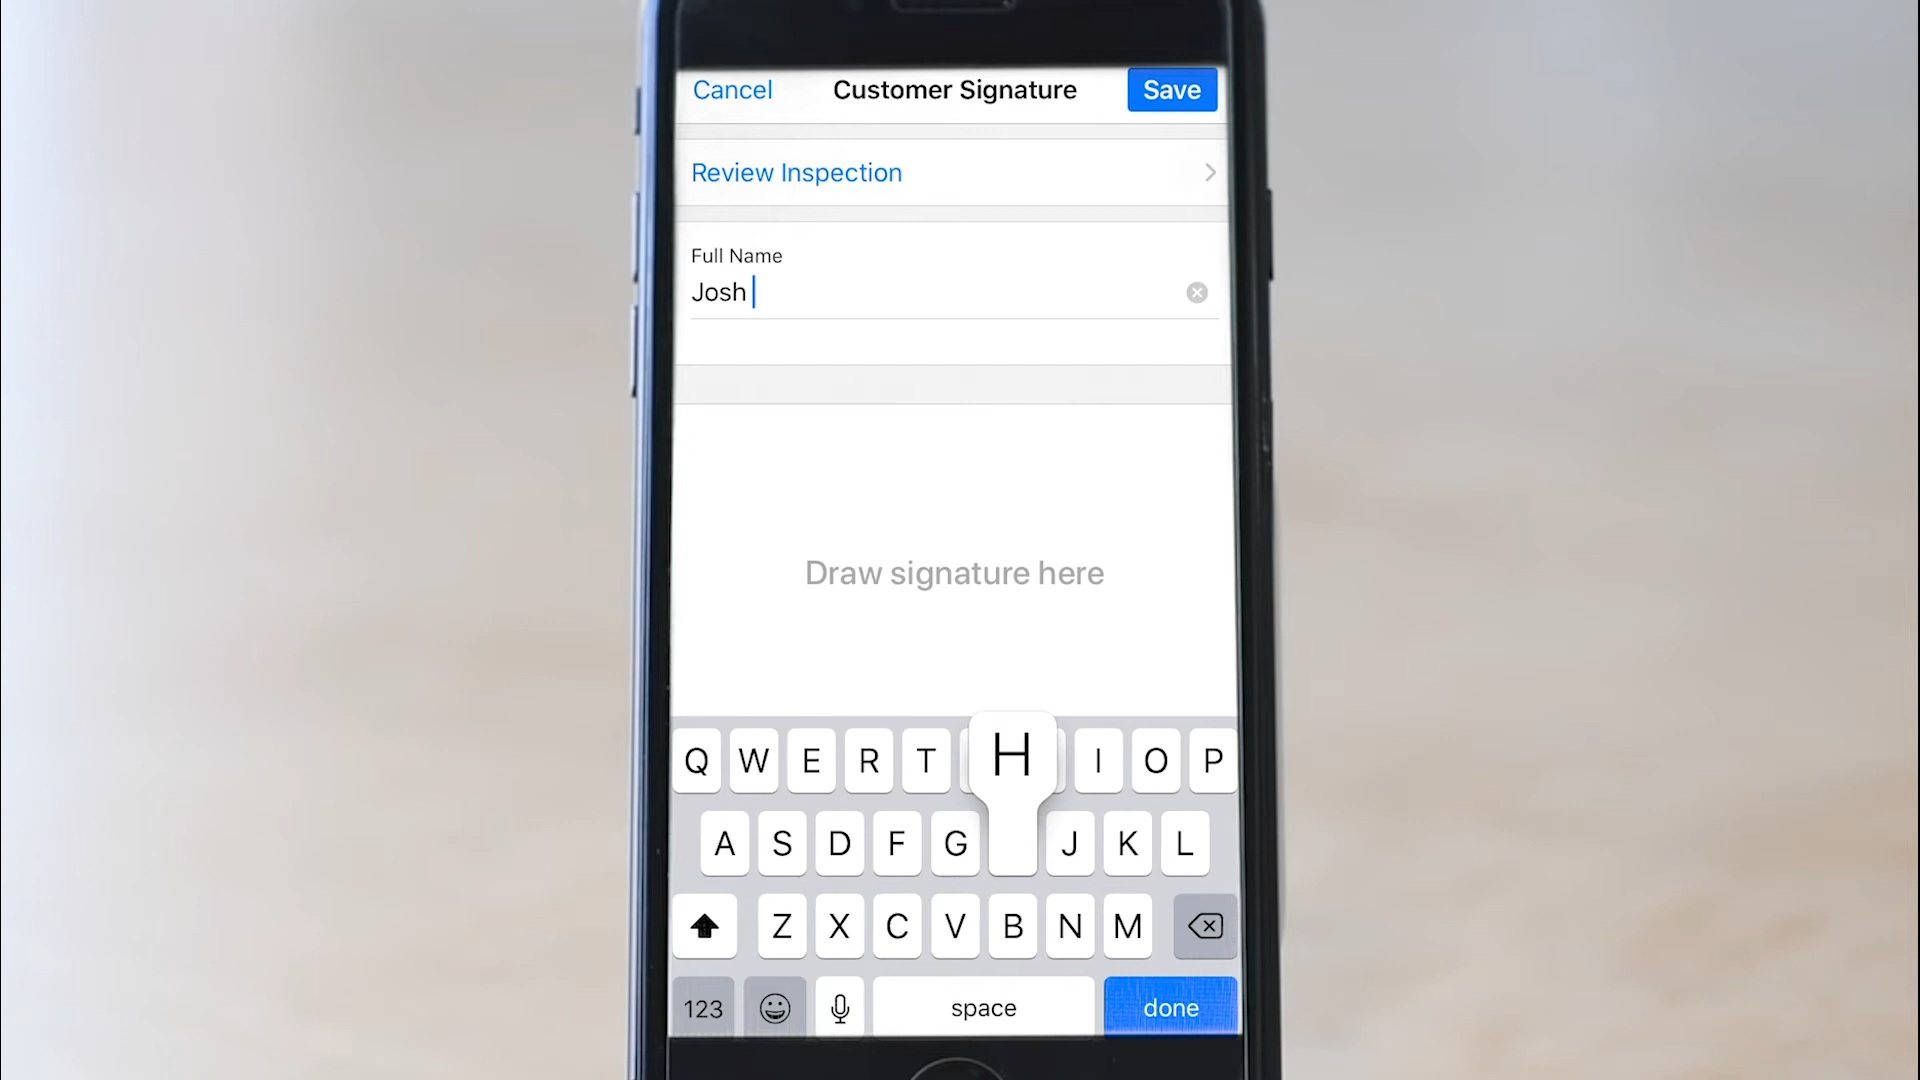 Cancel Customer Signature Save
Review Inspection
Full Name
Josh
Draw signature here
Q W E R T H I O P
A S D F G J K L
Z X C V B N M
123 space done